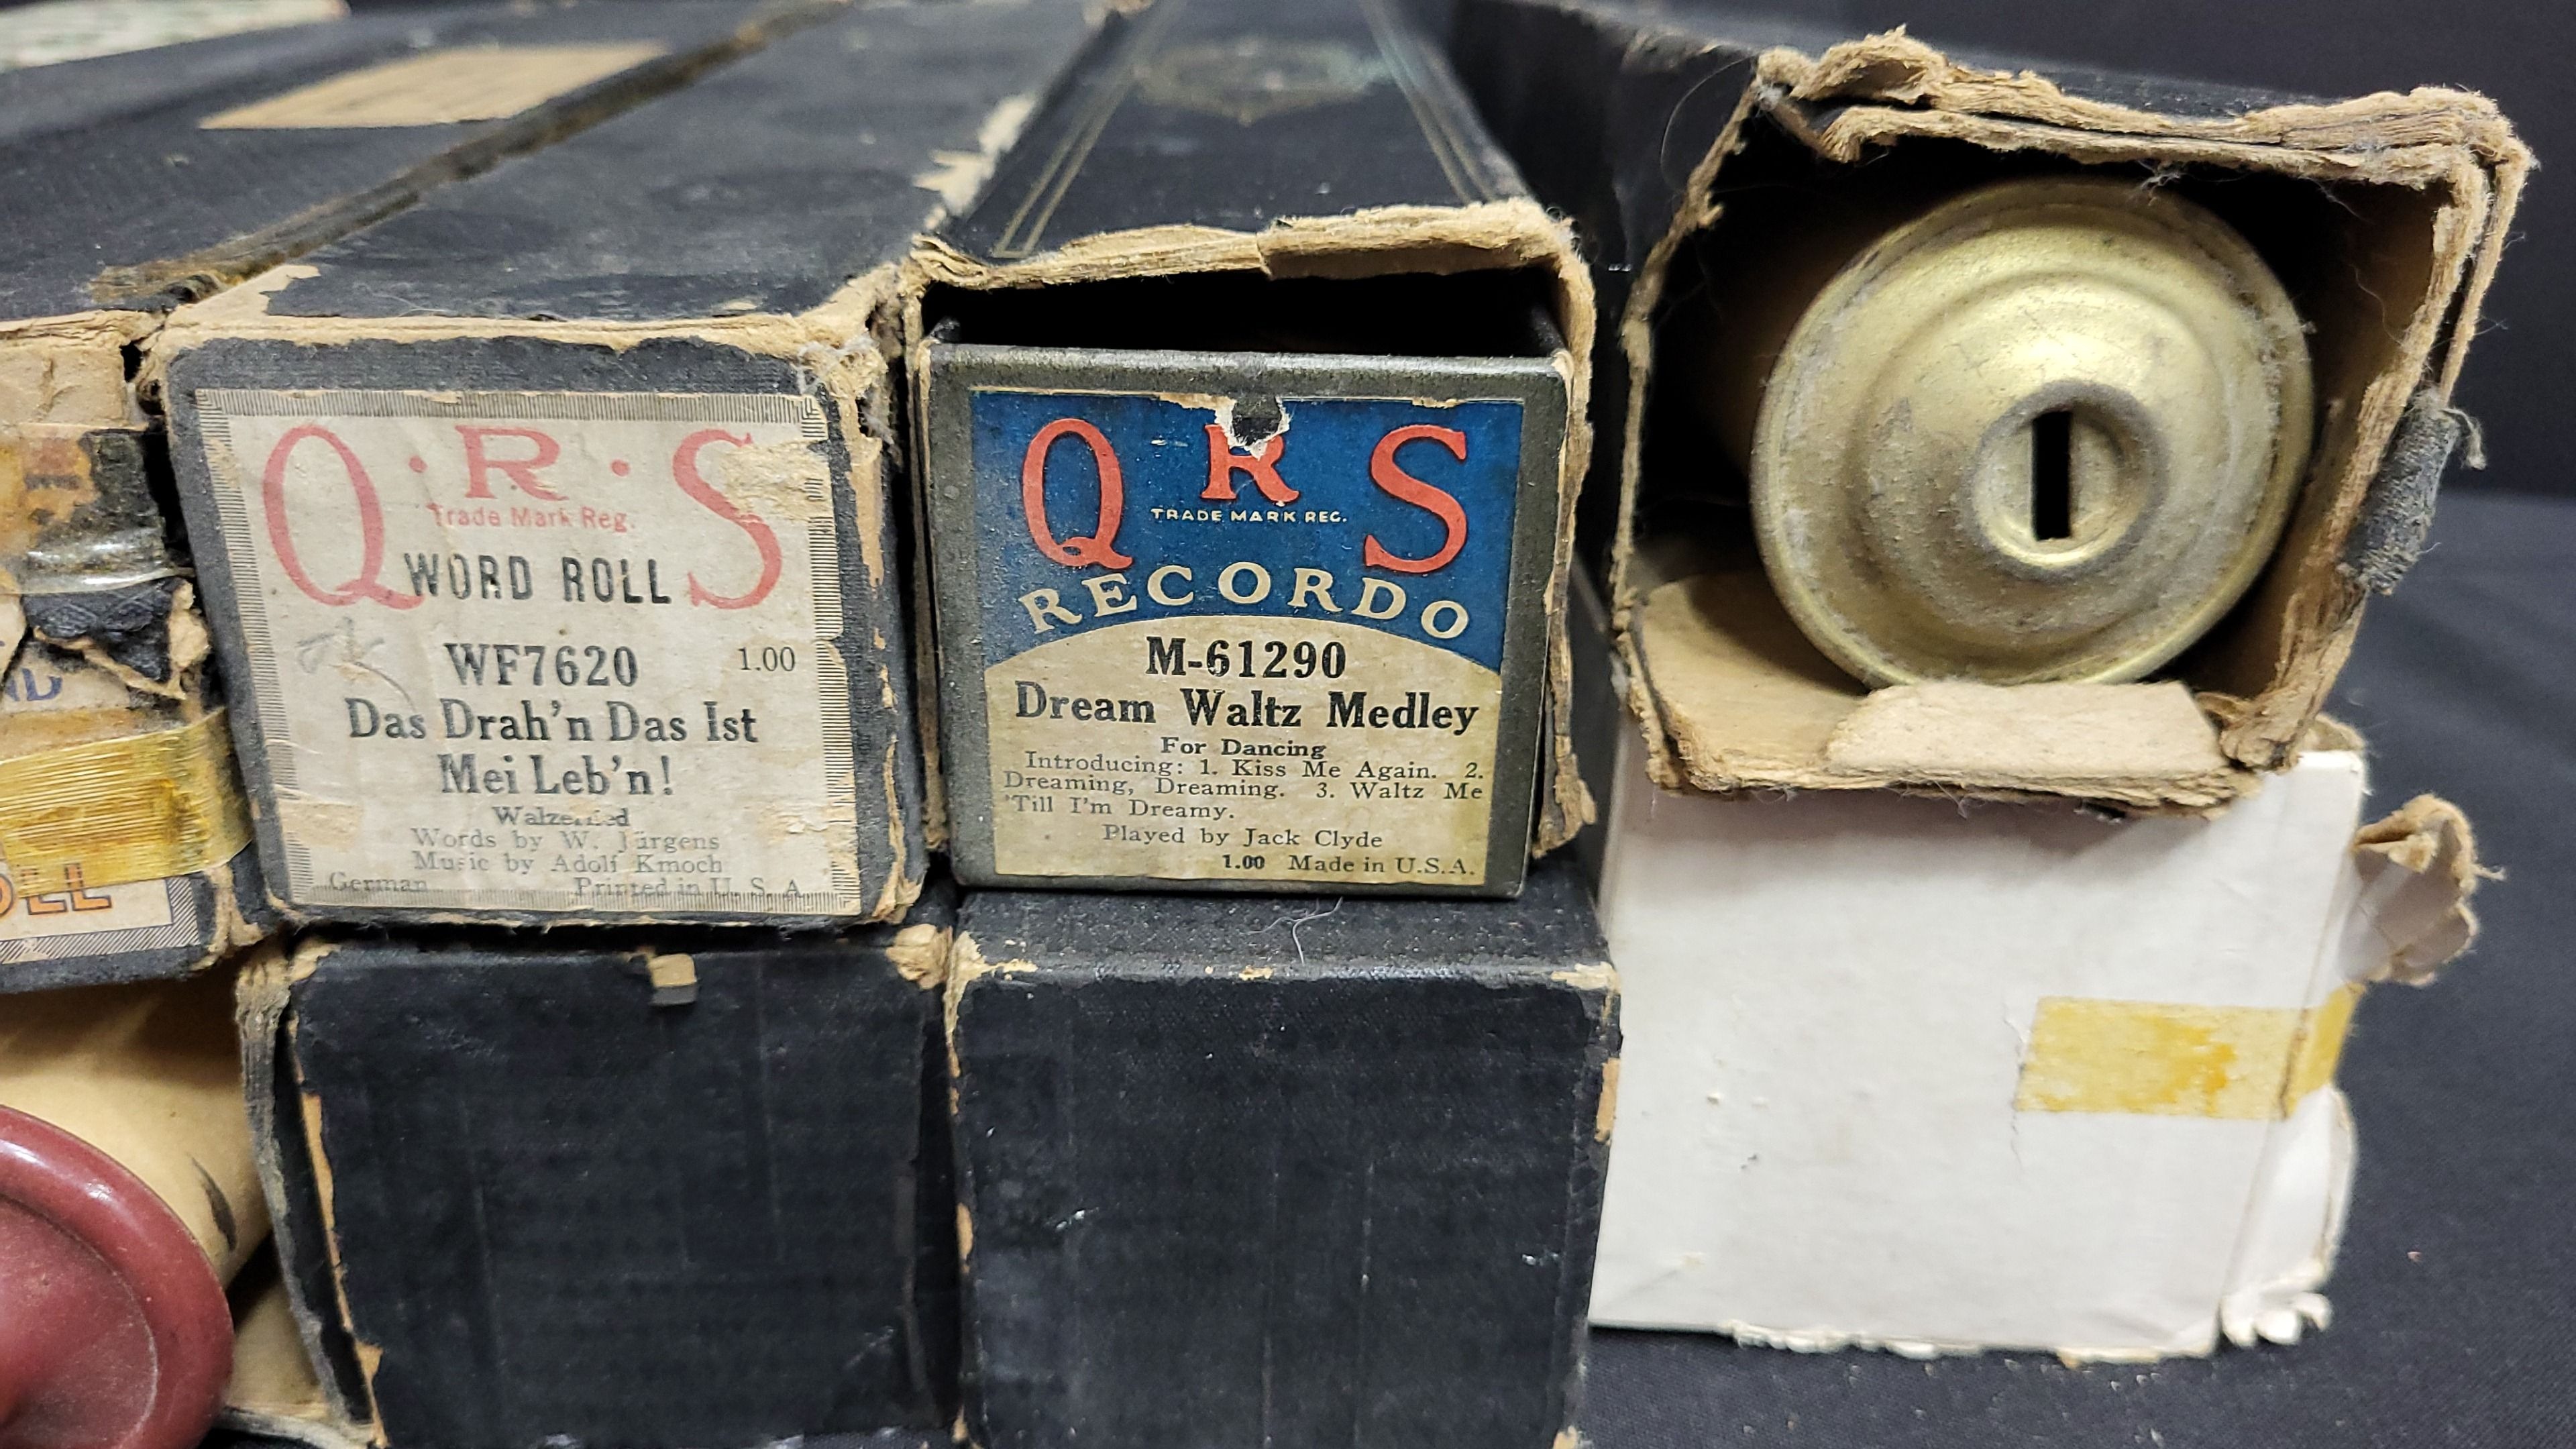 Q·R·S
Trade Mark Reg.
WORD ROLL
WF7620 1.00
Das Drah'n Das Ist
Mei Leb'n!
Words by W. Jürgens
Music by Adolf Kmoch
German Printed in U. S. A
QRS
TRADE MARK REG.
RECORDO
M-61290
Dream Waltz Medley
For Dancing
Introducing: 1. Kiss Me Again. 2.
Dreaming, Dreaming. 3. Waltz Me
'Till I'm Dreamy.
Played by Jack Clyde
1.00 Made in U.S.A.